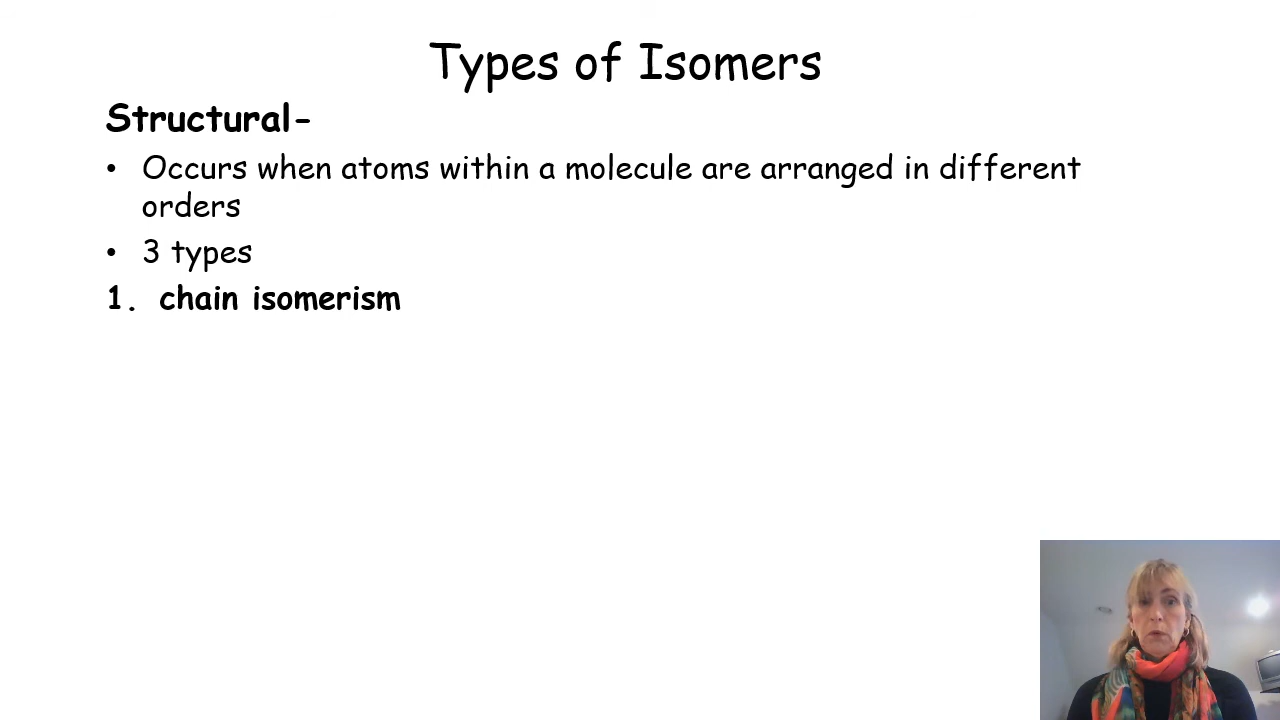 Types of Isomers
Structural-
• Occurs when atoms within a molecule are arranged in different
orders
• 3 types
1. chain isomerism